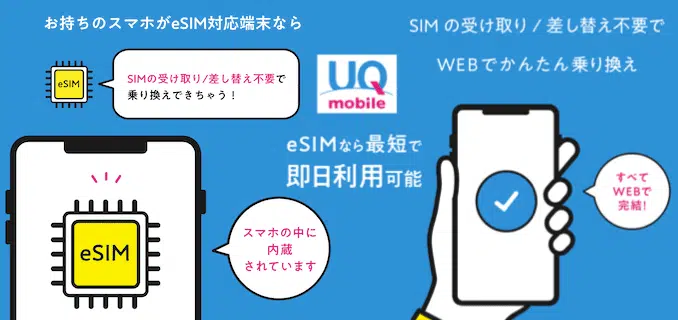 お持ちのスマホがeSIM対応端末なら
eSIM
SIMの受け取り/差し替え不要で
乗り換えできちゃう！
eSIM
スマホの中に
内蔵
されています
UQ
mobile
eSIMなら最短で
即日利用可能
SIMの受け取り/差し替え不要で
WEBでかんたん乗り換え
すべて
WEBで
完結!